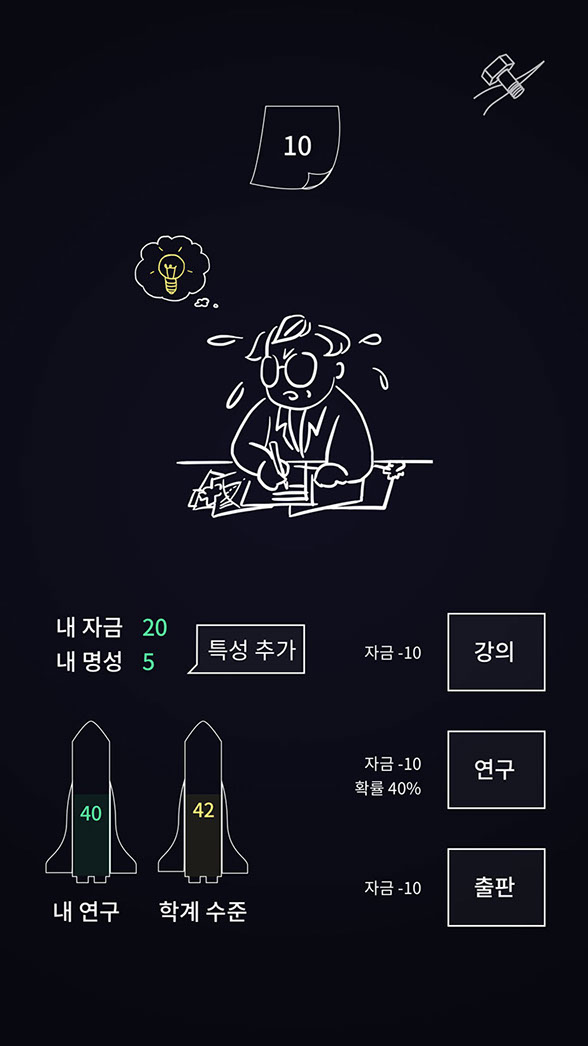 10
내 자금 20
내 명성 5
특성 추가
자금 -10
강의
자금 -10
확률 40%
연구
40
42
내 연구
학계 수준
자금 -10
출판